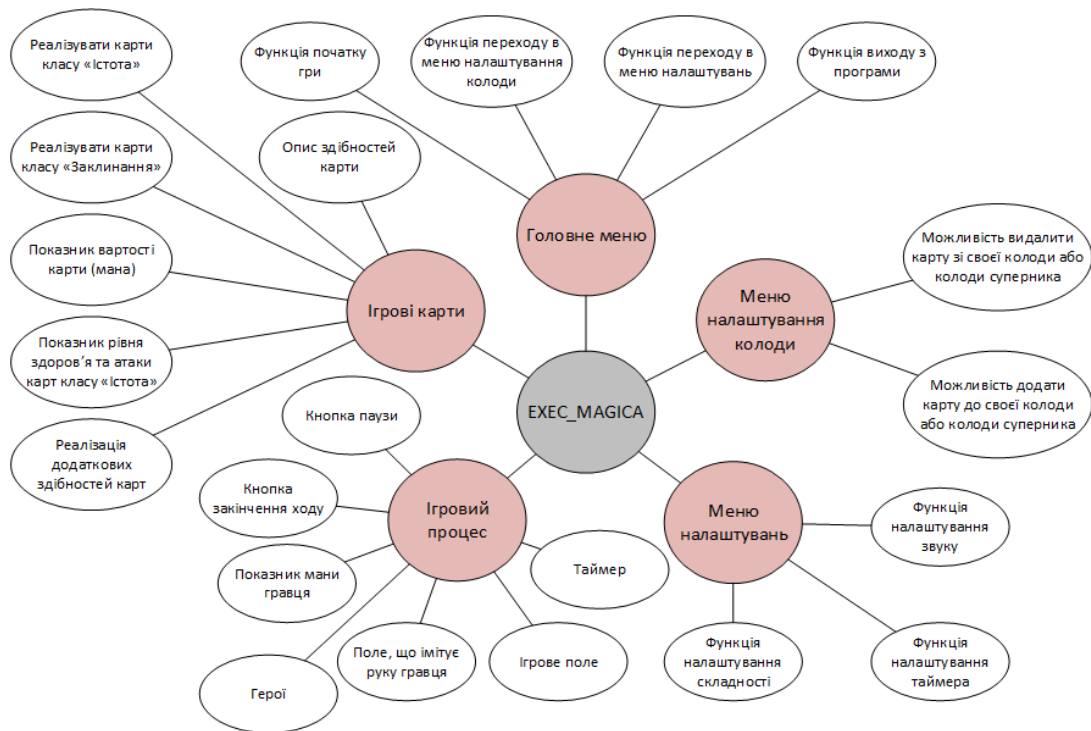 Реалізувати карти
класу «Істота»
Функція початку
гри
Функція переходу в
меню налаштування
колоди
Функція переходу в
меню налаштувань
Функція виходу з
програми
Реалізувати карти
класу «Заклинання»
Опис здібностей
карти
Головне меню
Показник вартості
карти (мана)
Ігрові карти
Меню
налаштування
колоди
Можливість видалити
карту зі своєї колоди або
колоди суперника
Показник рівня
здоров’я та атаки
карт класу «Істота»
Можливість додати
карту до своєї колоди
або колоди суперника
EXEC_MAGICA
Кнопка паузи
Реалізація
додаткових
здібностей карт
Кнопка
закінчення ходу
Ігровий
процес
Меню
налаштувань
Функція
налаштування
звуку
Показник мани
гравця
Таймер
Герої
Поле, що імітує
руку гравця
Ігрове поле
Функція
налаштування
складності
Функція
налаштування
таймера